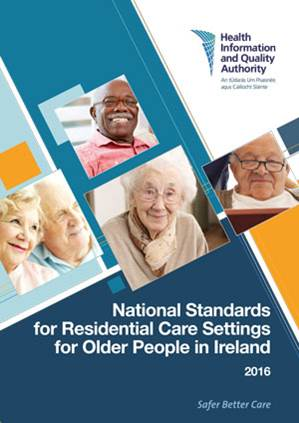 Health
Information
and Quality
Authority
An tÚdarás Um Fhaisnéis
agus Cáilíocht Sláinte
National Standards
for Residential Care Settings
for Older People in Ireland
2016
Safer Better Care